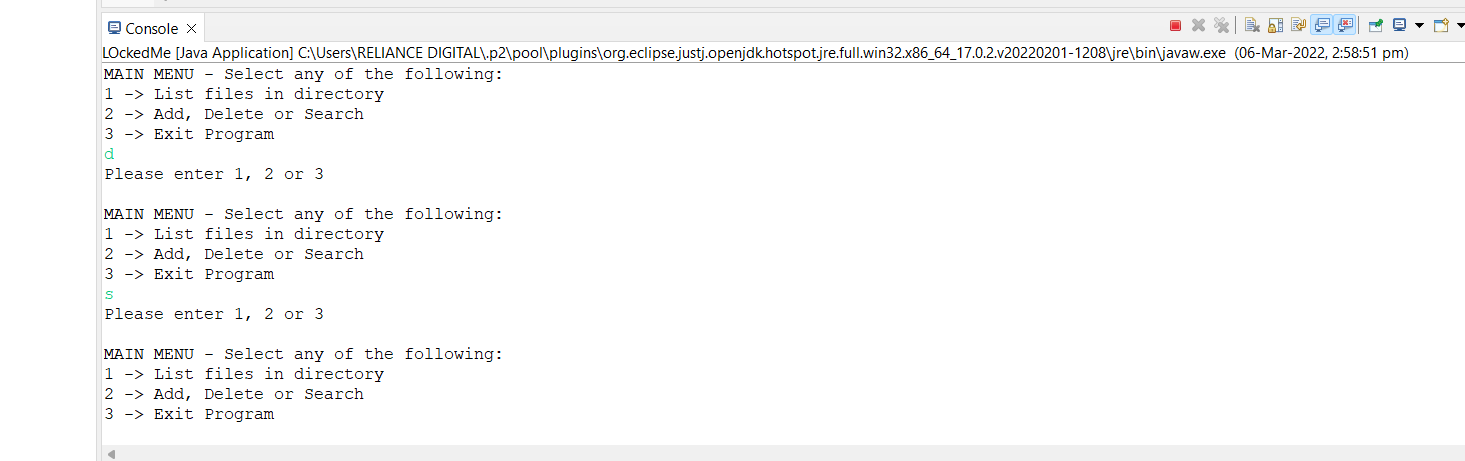 Console
LOckedMe [Java Application] C:\Users\RELIANCE DIGITAL\.p2\pool\plugins\org.eclipse.justj.openjdk.hotspot.jre.full.win32.x86_64_17.0.2.v20220201-1208\jre\bin\javaw.exe (06-Mar-2022, 2:58:51 pm)
MAIN MENU - Select any of the following:
1 -> List files in directory
2 -> Add, Delete or Search
3 -> Exit Program
d
Please enter 1, 2 or 3
MAIN MENU - Select any of the following:
1 -> List files in directory
2 -> Add, Delete or Search
3 -> Exit Program
s
Please enter 1, 2 or 3
MAIN MENU - Select any of the following:
1 -> List files in directory
2 -> Add, Delete or Search
3 -> Exit Program